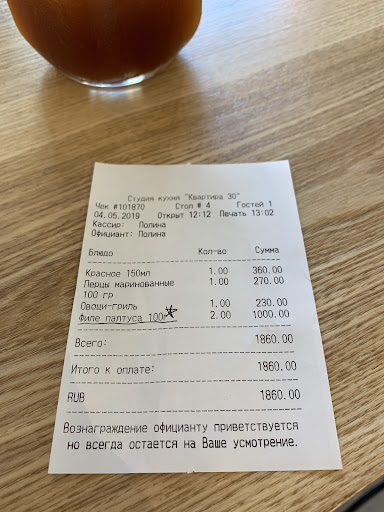 Студия кухня "Квартира 30"
Чек #101870 Стол # 4 Гостей 1
04.05.2019 Открыт 12:12 Печать 13:02
Кассир: Полина
Официант: Полина
Блюдо Кол-во Сумма
Красное 150мл 1.00 360.00
Перцы маринованные 1.00 270.00
100 гр
Овощи-гриль 1.00 230.00
Филе палтуса 100г* 2.00 1000.00
Всего: 1860.00
Итого к оплате: 1860.00
RUB 1860.00
Вознаграждение официанту приветствуется
но всегда остается на Ваше усмотрение.